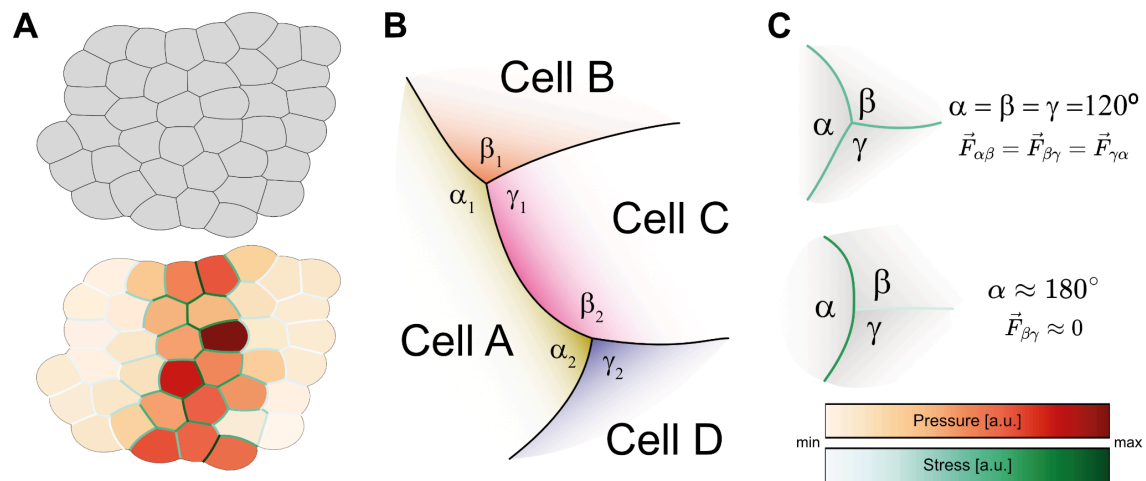 A
B
C
Cell B
β₁
α₁
γ₁
Cell C
β₂
Cell A
α₂
γ₂
Cell D
β
α
γ
α = β = γ =120º
F⃗αβ = F⃗βγ = F⃗γα
β
α
γ
α ≈ 180°
F⃗βγ ≈ 0
Pressure [a.u.]
min
max
Stress [a.u.]